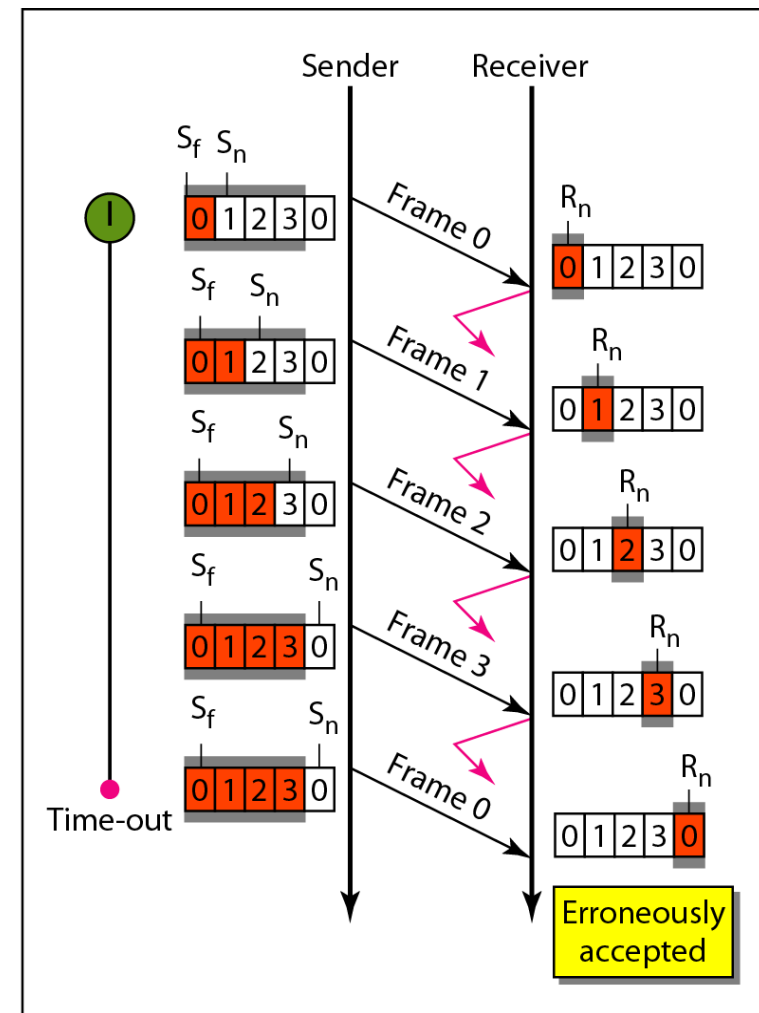 Sender Receiver
Sf Sn
0 1 2 3 0
Frame 0
Rn
0 1 2 3 0
Sf Sn
0 1 2 3 0
Frame 1
Rn
0 1 2 3 0
Sf Sn
0 1 2 3 0
Frame 2
Rn
0 1 2 3 0
Sf Sn
0 1 2 3 0
Frame 3
Rn
0 1 2 3 0
Sf Sn
0 1 2 3 0
Frame 0
Rn
0 1 2 3 0
Time-out
Erroneously
accepted